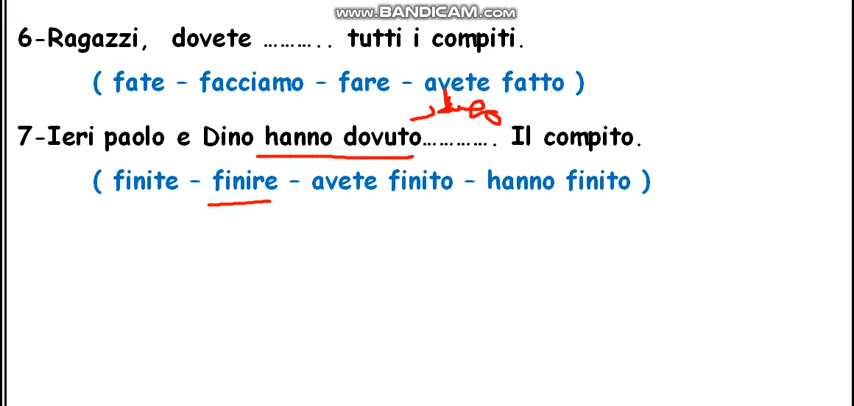 www.BANDICAM.com
6-Ragazzi, dovete ……….. tutti i compiti.
( fate - facciamo - fare - avete fatto )
7-Ieri paolo e Dino hanno dovuto…………. Il compito.
( finite - finire - avete finito - hanno finito )